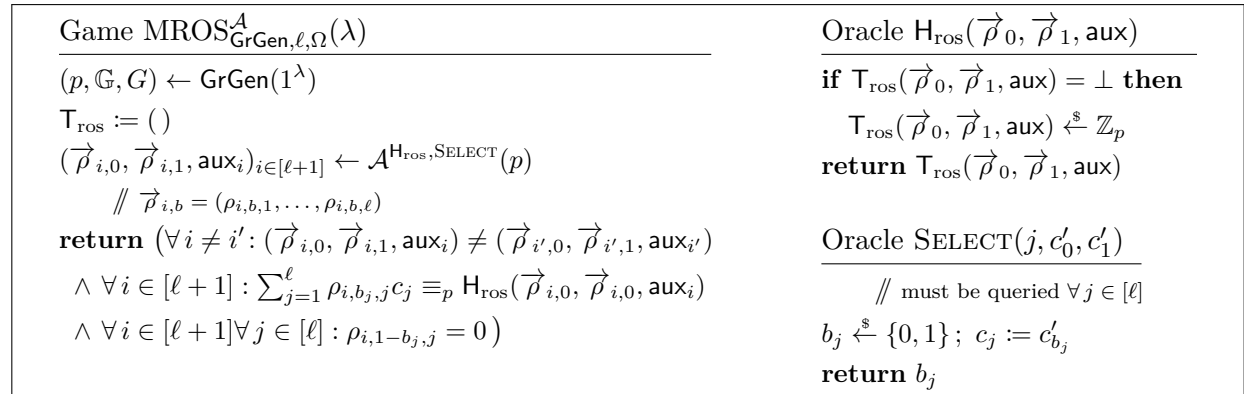 Game MROS^𝒜_{GrGen,ℓ,Ω}(λ)
(p, 𝔾, G) ← GrGen(1^λ)
T_ros := ( )
(ρ⃗_{i,0}, ρ⃗_{i,1}, aux_i)_{i∈[ℓ+1]} ← 𝒜^{H_ros,SELECT}(p)
// ρ⃗_{i,b} = (ρ_{i,b,1}, …, ρ_{i,b,ℓ})
return (∀ i ≠ i′ : (ρ⃗_{i,0}, ρ⃗_{i,1}, aux_i) ≠ (ρ⃗_{i′,0}, ρ⃗_{i′,1}, aux_{i′})
∧ ∀ i ∈ [ℓ + 1] : ∑_{j=1}^ℓ ρ_{i,b_j,j} c_j ≡_p H_ros(ρ⃗_{i,0}, ρ⃗_{i,0}, aux_i)
∧ ∀ i ∈ [ℓ + 1]∀ j ∈ [ℓ] : ρ_{i,1−b_j,j} = 0)
Oracle H_ros(ρ⃗_0, ρ⃗_1, aux)
if T_ros(ρ⃗_0, ρ⃗_1, aux) = ⊥ then
T_ros(ρ⃗_0, ρ⃗_1, aux) ←$ ℤ_p
return T_ros(ρ⃗_0, ρ⃗_1, aux)
Oracle SELECT(j, c′_0, c′_1)
// must be queried ∀ j ∈ [ℓ]
b_j ←$ {0, 1} ; c_j := c′_{b_j}
return b_j